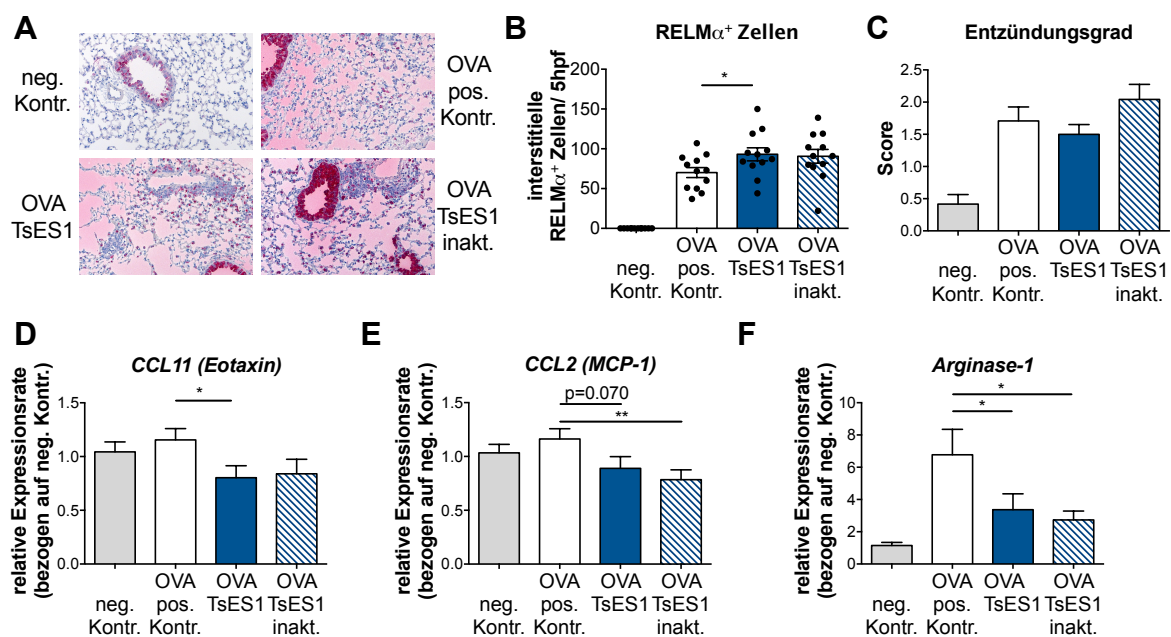 A
neg.
Kontr.
OVA
pos.
Kontr.
OVA
TsES1
OVA
TsES1
inakt.
B
RELMα⁺ Zellen
interstitielle
RELMα⁺ Zellen/ 5hpf
200
150
100
50
0
*
neg.
Kontr.
OVA
pos.
Kontr.
OVA
TsES1
OVA
TsES1
inakt.
C
Entzündungsgrad
Score
2.5
2.0
1.5
1.0
0.5
0.0
neg.
Kontr.
OVA
pos.
Kontr.
OVA
TsES1
OVA
TsES1
inakt.
D
CCL11 (Eotaxin)
relative Expressionsrate
(bezogen auf neg. Kontr.)
1.5
1.0
0.5
0.0
*
neg.
Kontr.
OVA
pos.
Kontr.
OVA
TsES1
OVA
TsES1
inakt.
E
CCL2 (MCP-1)
relative Expressionsrate
(bezogen auf neg. Kontr.)
1.5
1.0
0.5
0.0
p=0.070
**
neg.
Kontr.
OVA
pos.
Kontr.
OVA
TsES1
OVA
TsES1
inakt.
F
Arginase-1
relative Expressionsrate
(bezogen auf neg. Kontr.)
10
8
6
4
2
0
*
*
neg.
Kontr.
OVA
pos.
Kontr.
OVA
TsES1
OVA
TsES1
inakt.